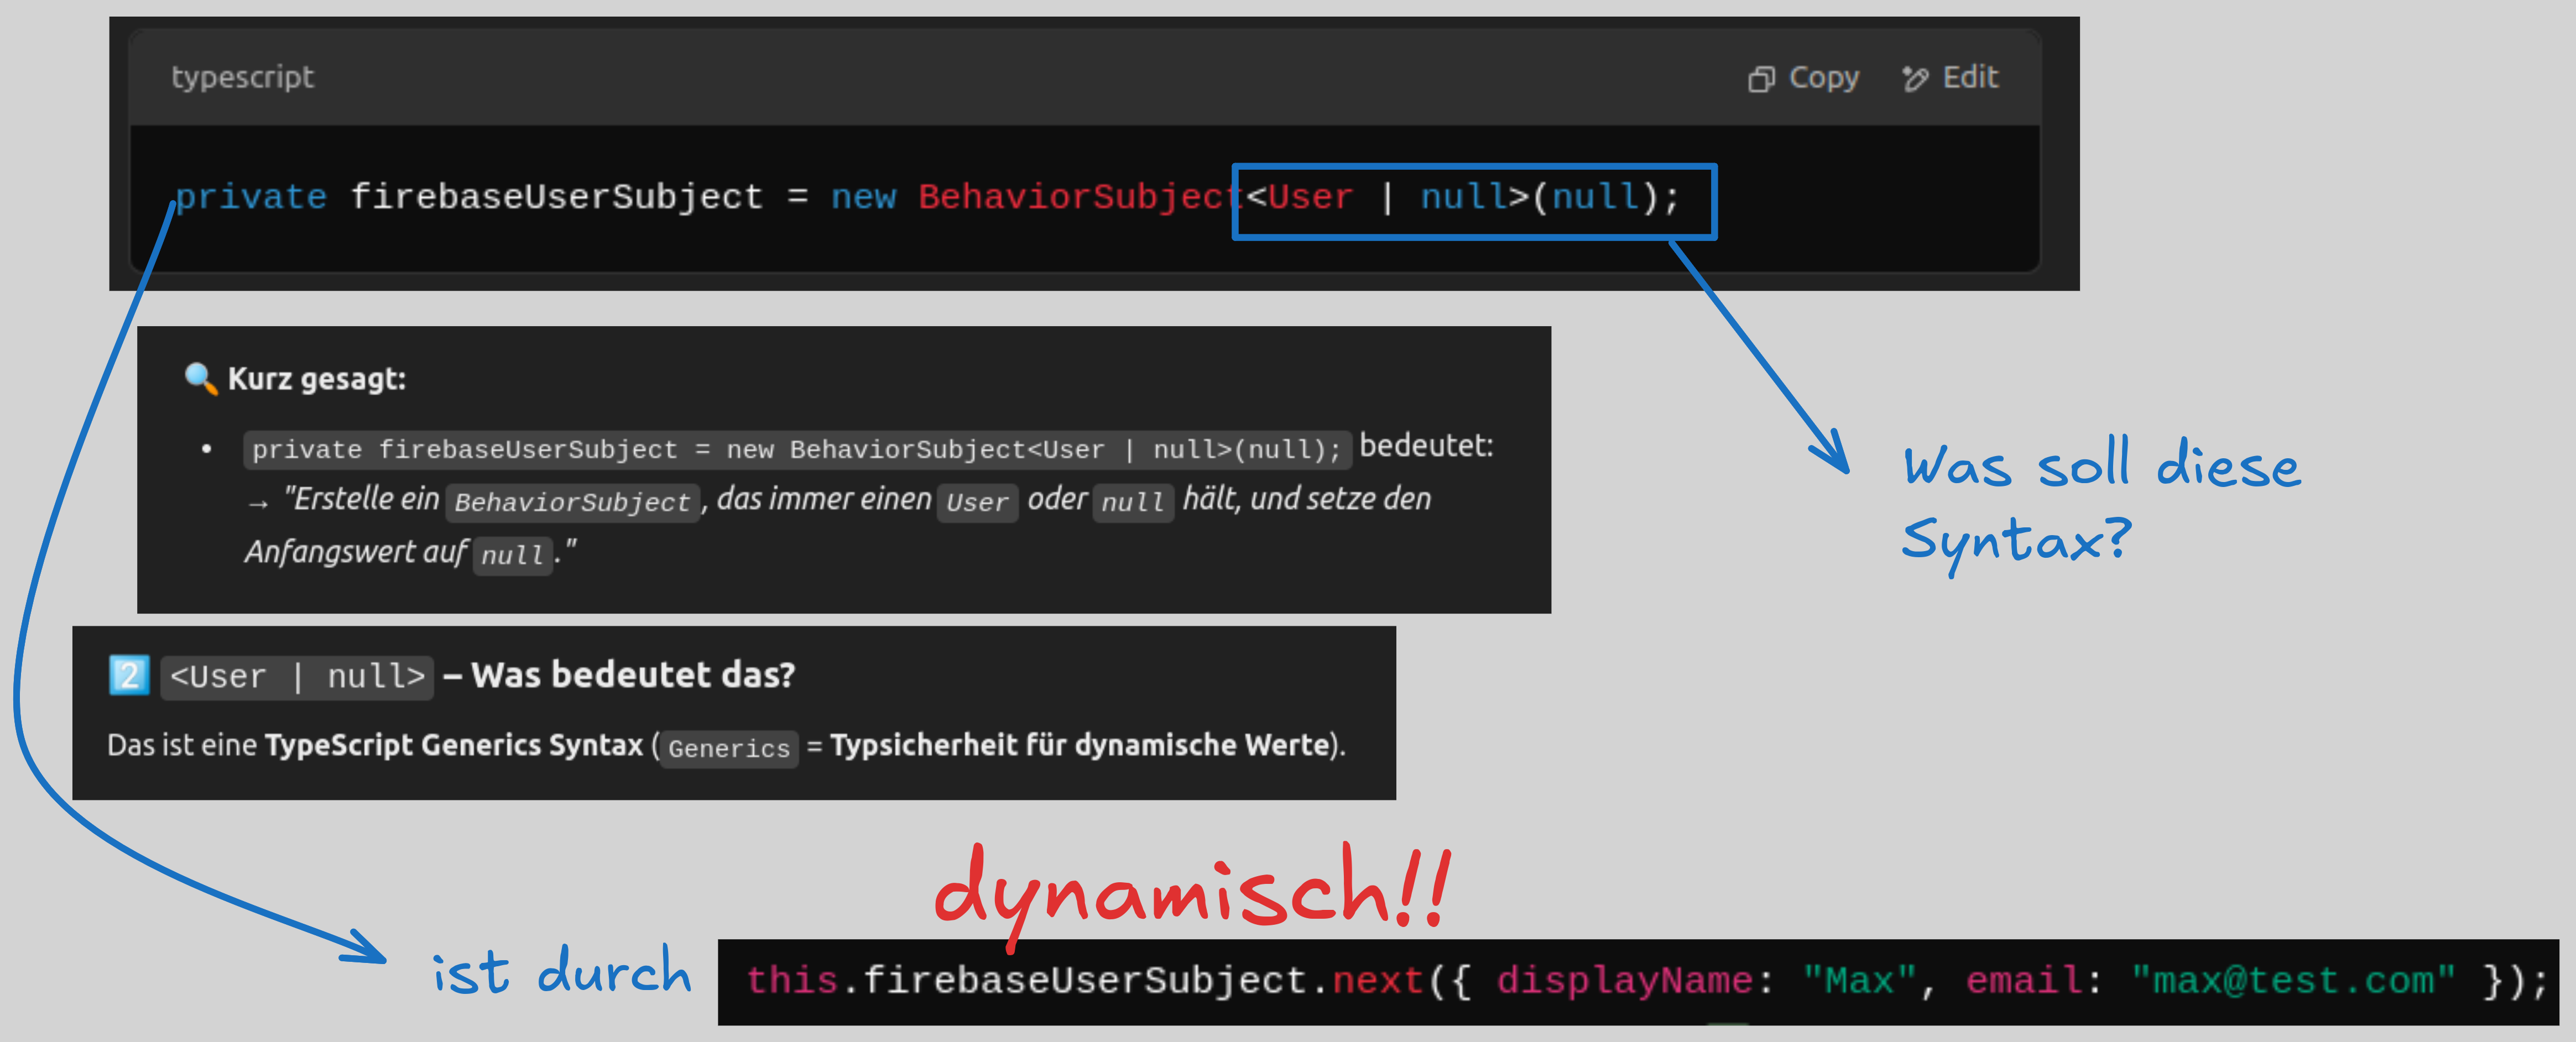 typescript
Copy
Edit
private firebaseUserSubject = new BehaviorSubject<User | null>(null);
🔍 Kurz gesagt:
• private firebaseUserSubject = new BehaviorSubject<User | null>(null); bedeutet:
→ "Erstelle ein BehaviorSubject, das immer einen User oder null hält, und setze den
Anfangswert auf null."
Was soll diese
Syntax?
2️⃣ <User | null> – Was bedeutet das?
Das ist eine TypeScript Generics Syntax (Generics = Typsicherheit für dynamische Werte).
dynamisch!!
ist durch
this.firebaseUserSubject.next({ displayName: "Max", email: "max@test.com" });